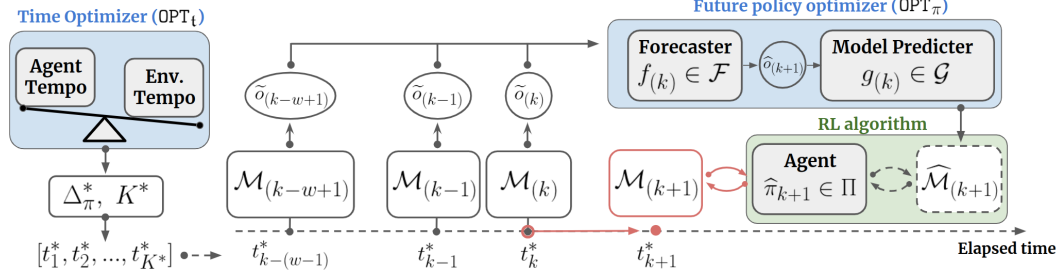 Time Optimizer (OPT_t)
Agent Tempo
Env. Tempo
Δ*_π, K*
[t*_1, t*_2, ..., t*_{K*}]
õ_(k−w+1)
õ_(k−1)
õ_(k)
M_(k−w+1)
M_(k−1)
M_(k)
t*_{k−(w−1)}
t*_{k−1}
t*_k
t*_{k+1}
Future policy optimizer (OPT_π)
Forecaster
f_(k) ∈ F
ô_(k+1)
Model Predicter
g_(k) ∈ G
RL algorithm
M_(k+1)
Agent
π̂_{k+1} ∈ Π
M̂_(k+1)
Elapsed time